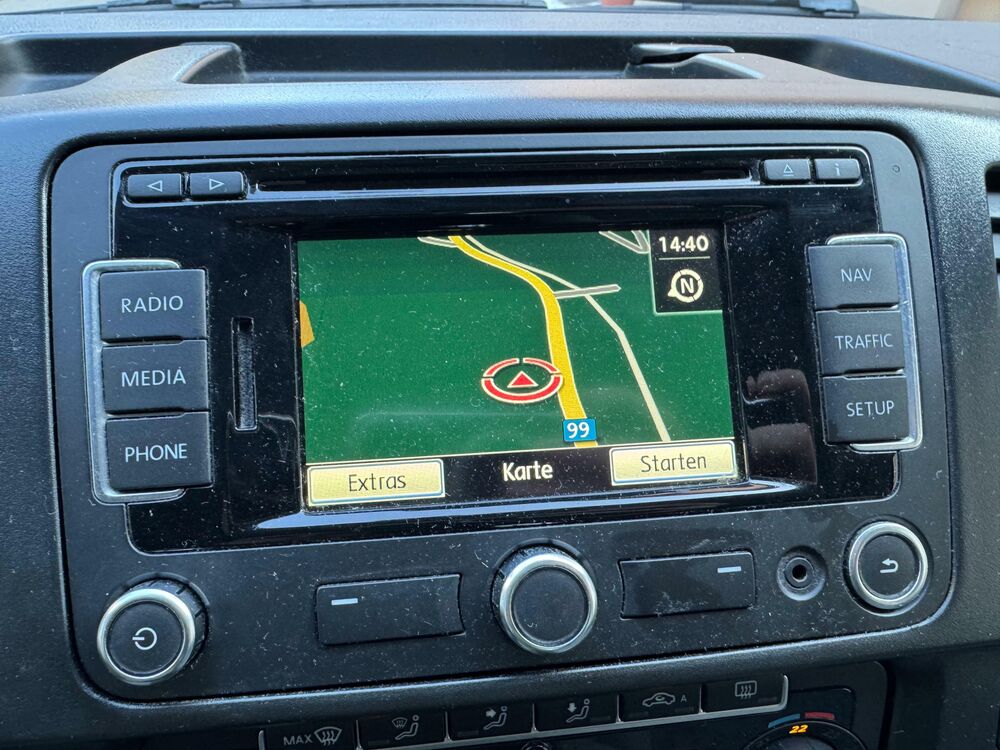 i
RADIO
MEDIA
PHONE
14:40
N
99
Extras
Karte
Starten
NAV
TRAFFIC
SETUP
MAX
A
22